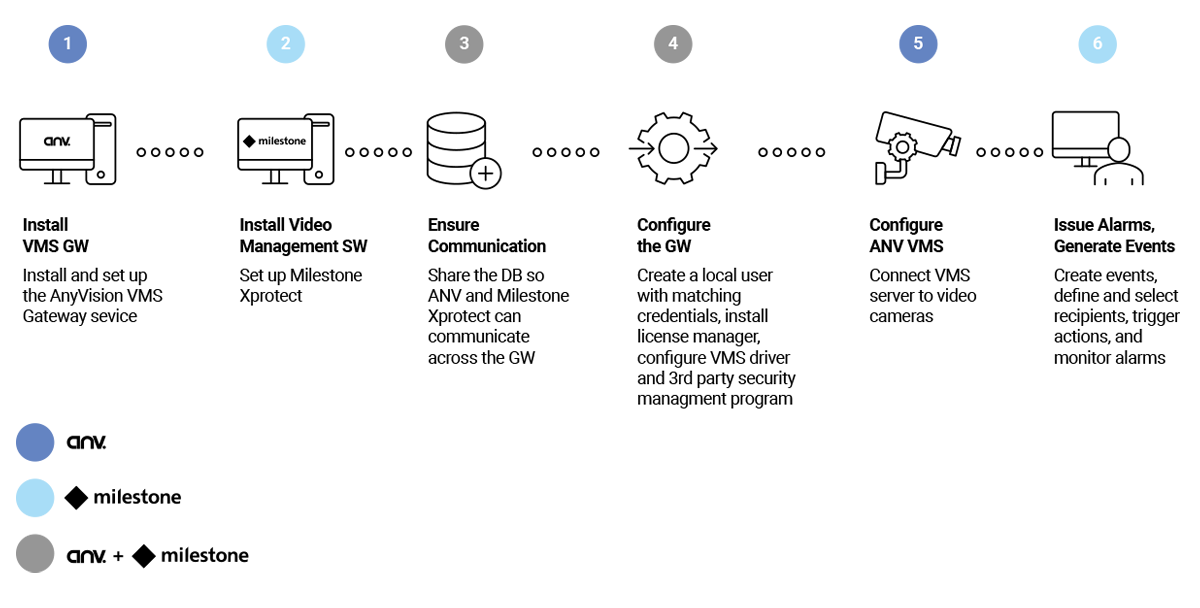 1
2
3
4
5
6
anv.
milestone
Install
VMS GW
Install and set up
the AnyVision VMS
Gateway sevice
Install Video
Management SW
Set up Milestone
Xprotect
Ensure
Communication
Share the DB so
ANV and Milestone
Xprotect can
communicate
across the GW
Configure
the GW
Create a local user
with matching
credentials, install
license manager,
configure VMS driver
and 3rd party security
managment program
Configure
ANV VMS
Connect VMS
server to video
cameras
Issue Alarms,
Generate Events
Create events,
define and select
recipients, trigger
actions, and
monitor alarms
anv.
milestone
anv. + milestone